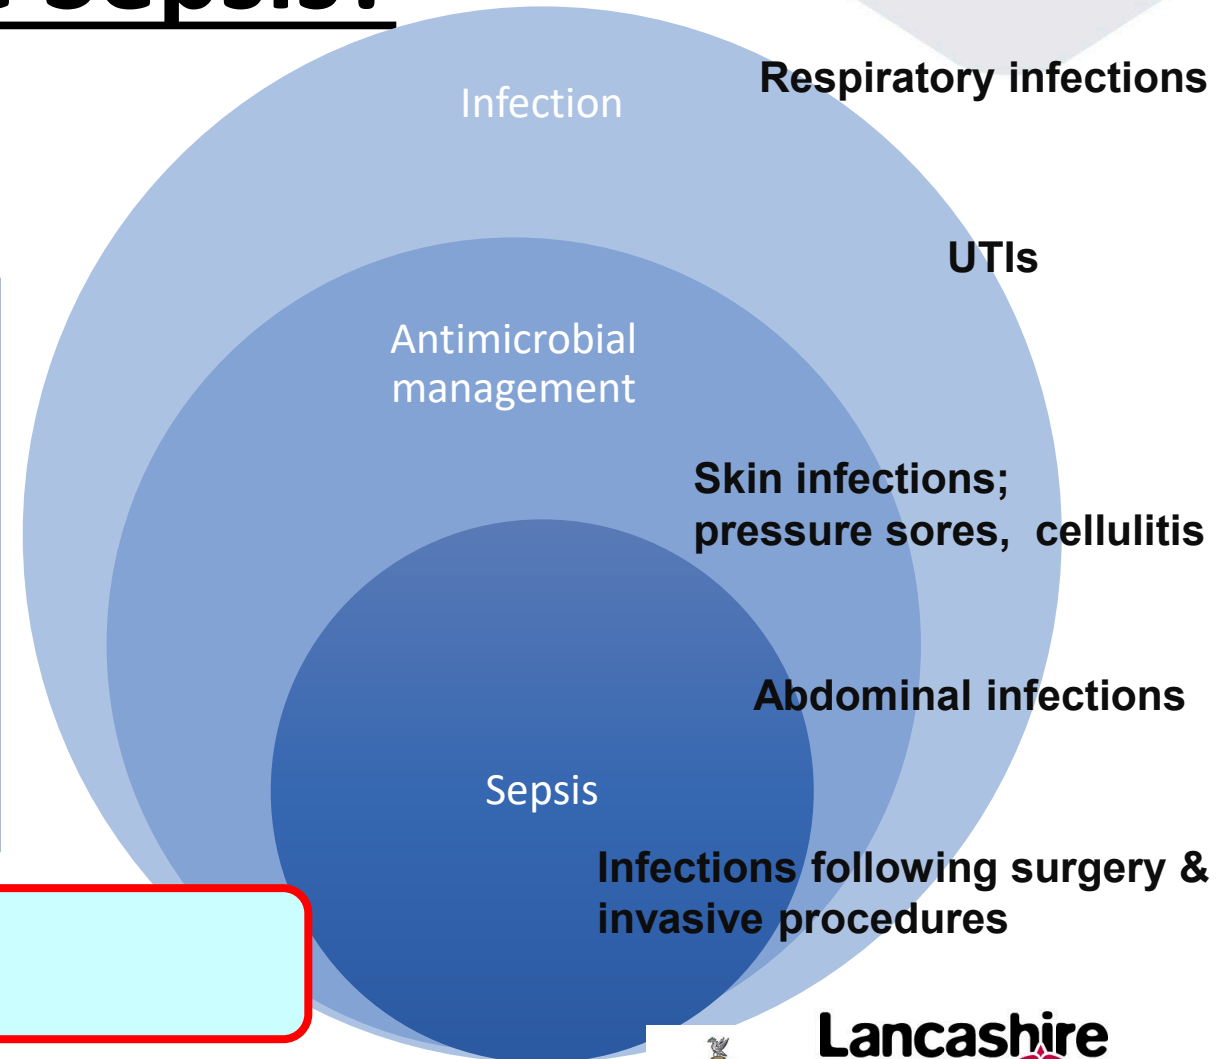 Sepsis?
Respiratory infections
Infection
UTIs
Antimicrobial
management
Skin infections;
pressure sores, cellulitis
Abdominal infections
Sepsis
Infections following surgery &
invasive procedures
Lancashire